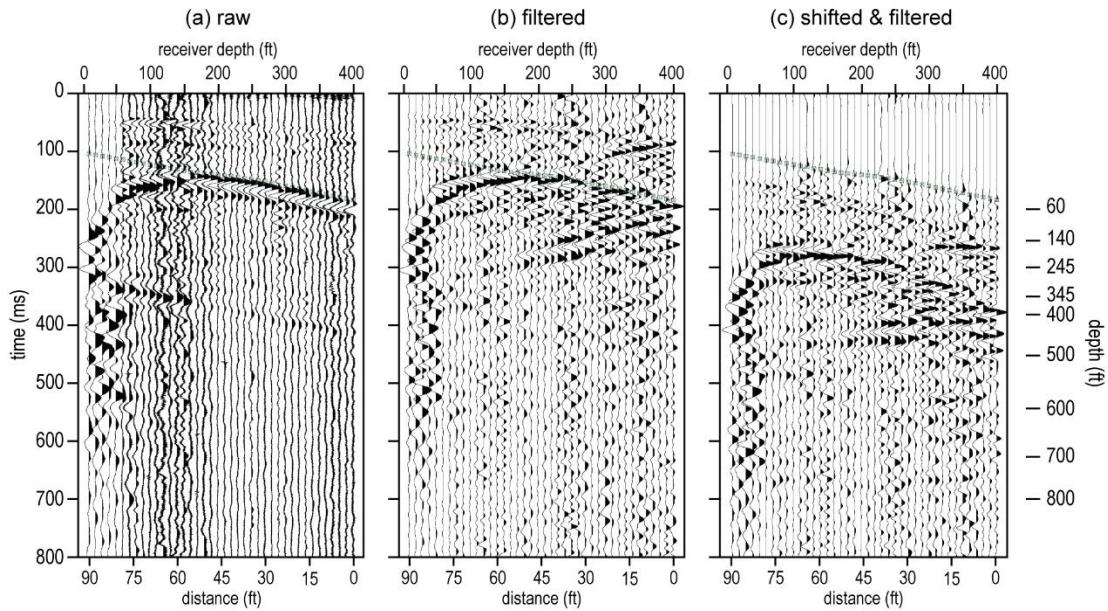 (a) raw
(b) filtered
(c) shifted & filtered
receiver depth (ft)
receiver depth (ft)
receiver depth (ft)
0 100 200 300 400
0 100 200 300 400
0 100 200 300 400
time (ms)
0
100
200
300
400
500
600
700
800
60
140
245
345
400
500
600
700
800
depth (ft)
90 75 60 45 30 15 0
90 75 60 45 30 15 0
90 75 60 45 30 15 0
distance (ft)
distance (ft)
distance (ft)